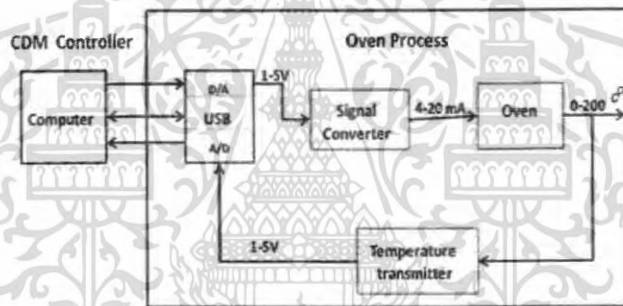 CDM Controller
Oven Process
Computer
D/A
USB
A/D
1-5V
Signal
Converter
4-20 mA
Oven
0-200
1-5V
Temperature
transmitter